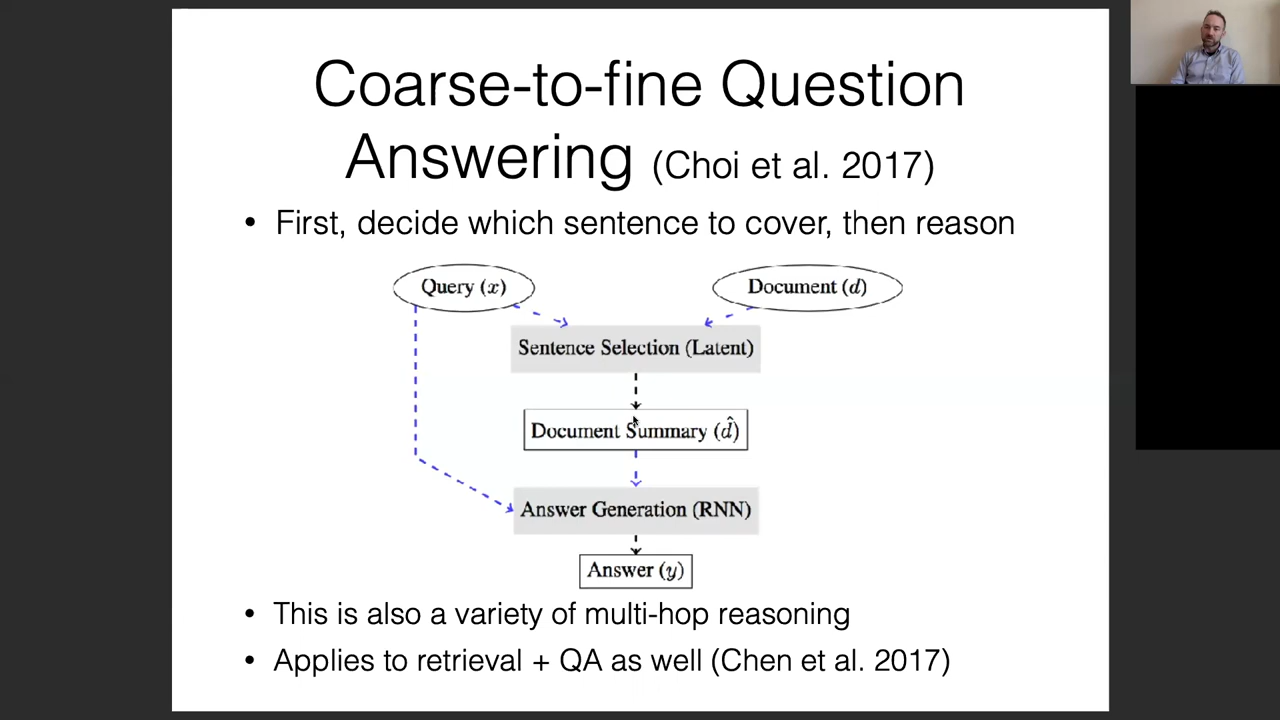 Coarse-to-fine Question
Answering (Choi et al. 2017)
• First, decide which sentence to cover, then reason
Query (x)
Document (d)
Sentence Selection (Latent)
Document Summary (d̂)
Answer Generation (RNN)
Answer (y)
• This is also a variety of multi-hop reasoning
• Applies to retrieval + QA as well (Chen et al. 2017)